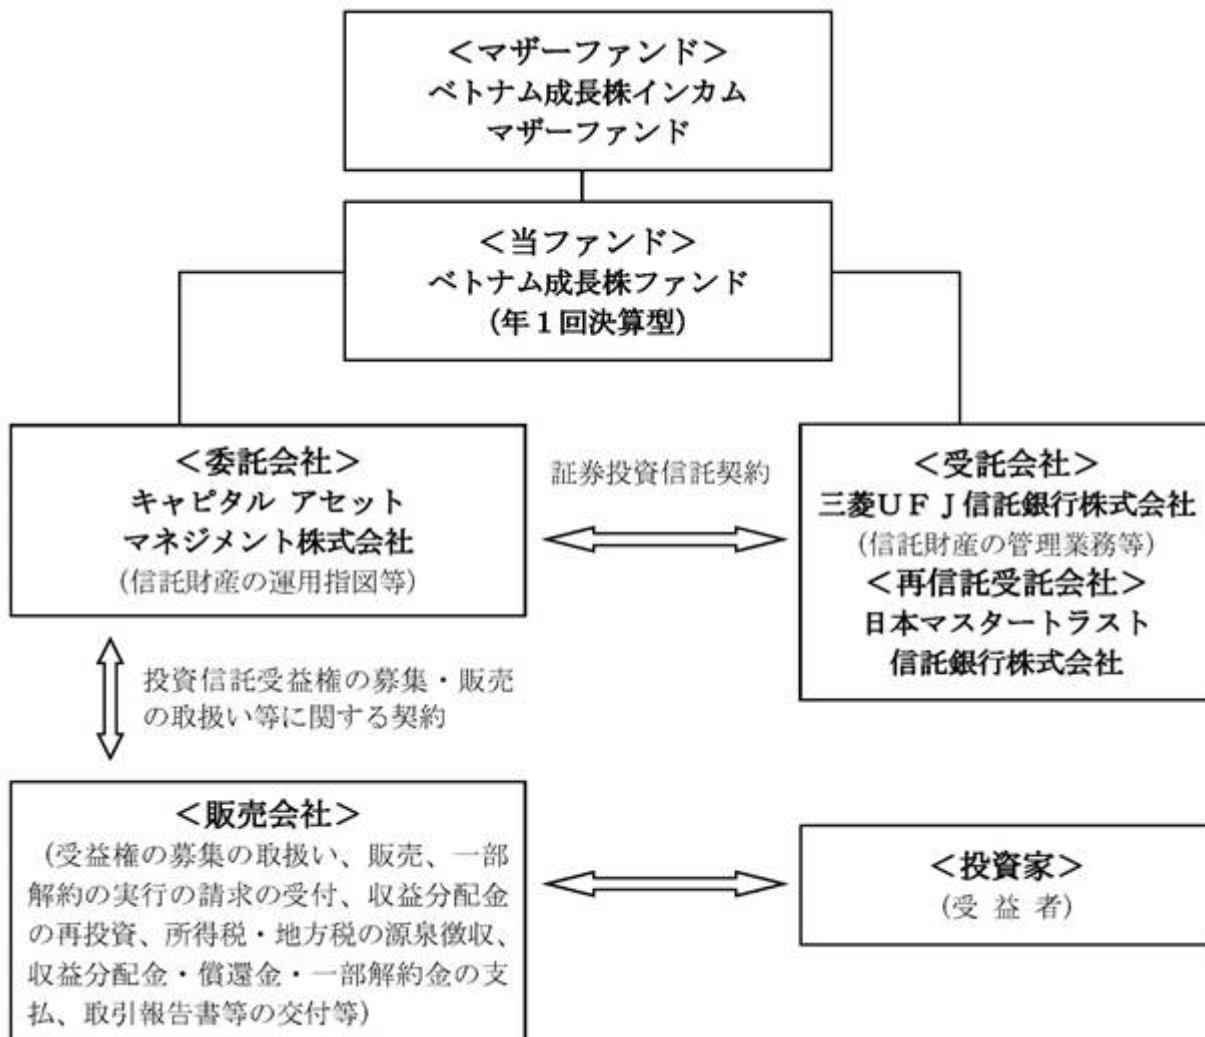 <マザーファンド>
ベトナム成長株インカム
マザーファンド
<当ファンド>
ベトナム成長株ファンド
(年1回決算型)
<委託会社>
キャピタル アセット
マネジメント株式会社
(信託財産の運用指図等)
証券投資信託契約
<受託会社>
三菱UFJ信託銀行株式会社
(信託財産の管理業務等)
<再信託受託会社>
日本マスタートラスト
信託銀行株式会社
投資信託受益権の募集・販売
の取扱い等に関する契約
<販売会社>
(受益権の募集の取扱い、販売、一部
解約の実行の請求の受付、収益分配金
の再投資、所得税・地方税の源泉徴収、
収益分配金・償還金・一部解約金の支
払、取引報告書等の交付等)
<投資家>
(受 益 者)